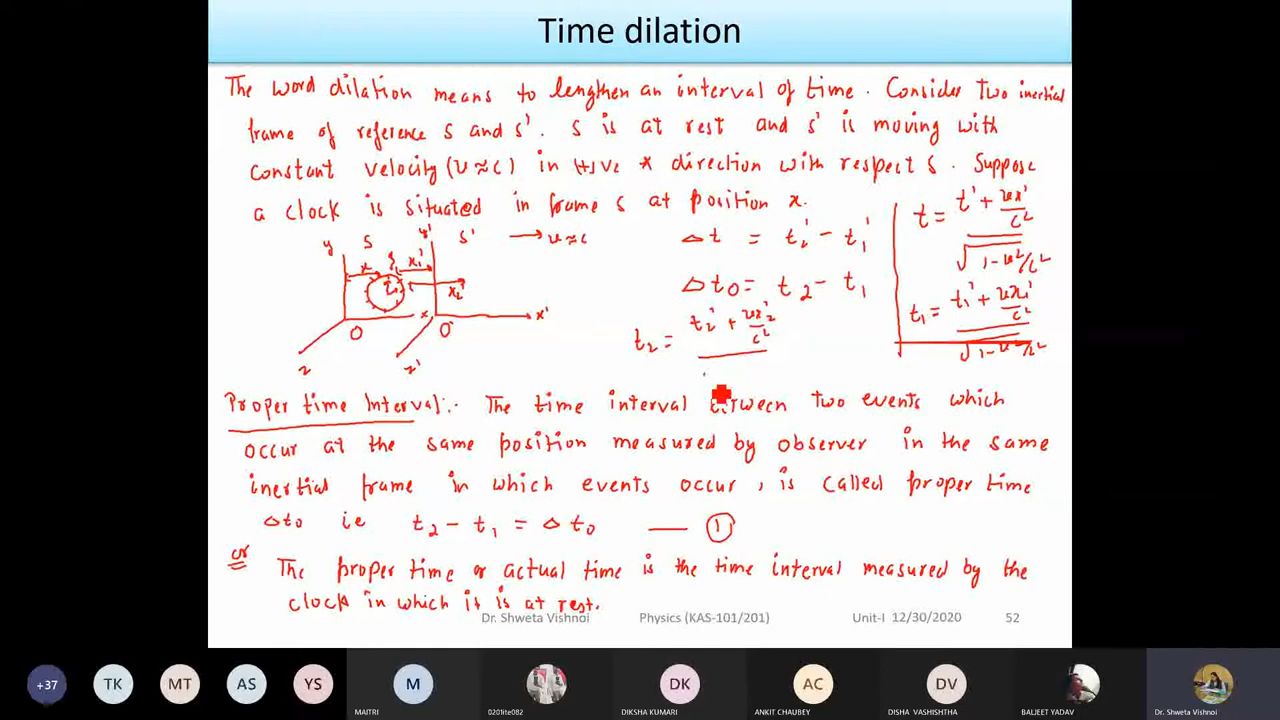 Time dilation
The word dilation means to lengthen an interval of time. Consider two inertial
frame of reference s and s'. s is at rest and s' is moving with
constant velocity (v≈c) in (+)ve x direction with respect s. Suppose
a clock is situated in frame s at position x.
y s y' s' → v≈c
x x₁'
x₂'
O x O' x'
z z'
Δt = t₂' - t₁'
Δt₀ = t₂ - t₁
t₂ = t₂' + vx₂'/c²
t = (t' + vx'/c²)/√(1-v²/c²)
t₁ = (t₁' + vx₁'/c²)/√(1-v²/c²)
Proper time Interval:- The time interval between two events which
occur at the same position measured by observer in the same
inertial frame in which events occur, is called proper time
Δt₀ ie t₂ - t₁ = Δt₀ — ①
or
The proper time or actual time is the time interval measured by the
clock in which it is at rest.
Dr. Shweta Vishnoi Physics (KAS-101/201) Unit-I 12/30/2020 52
+37 TK MT AS YS M DK AC DV
MAITRI 0201ite082 DIKSHA KUMARI ANKIT CHAUBEY DISHA VASHISHTHA BALJEET YADAV Dr. Shweta Vishnoi